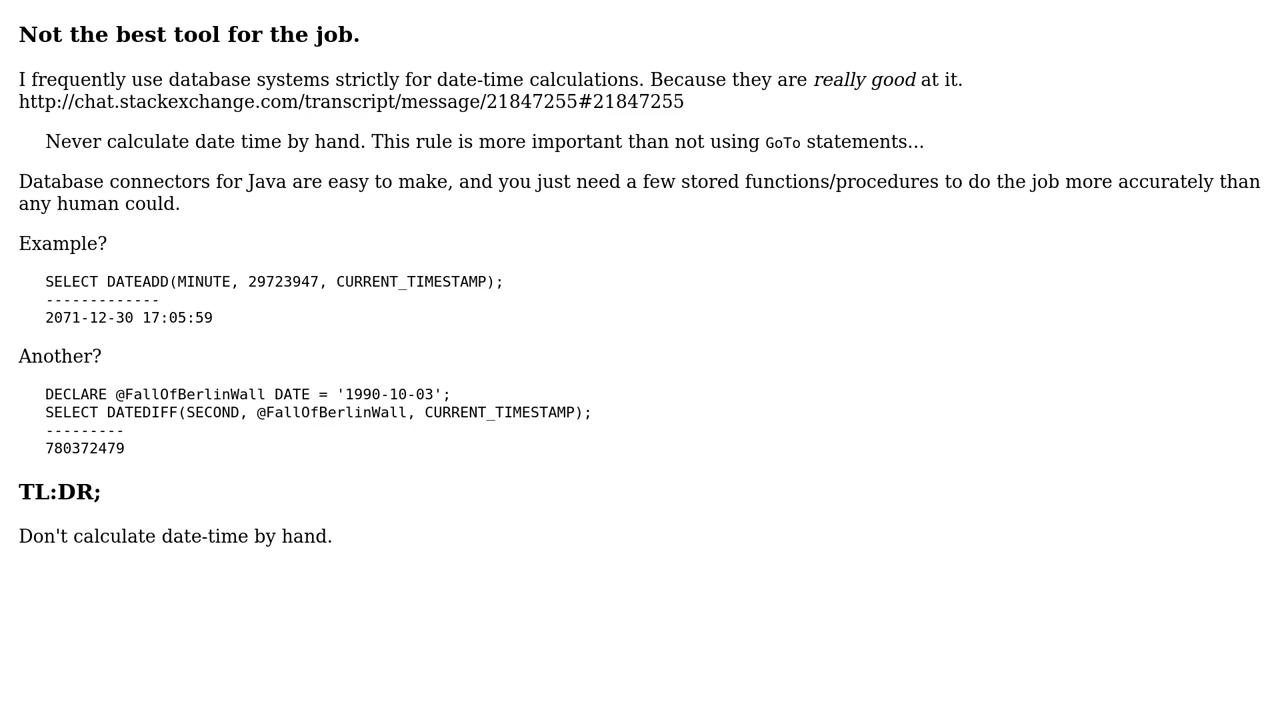 Not the best tool for the job.
I frequently use database systems strictly for date-time calculations. Because they are really good at it.
http://chat.stackexchange.com/transcript/message/21847255#21847255
Never calculate date time by hand. This rule is more important than not using GoTo statements...
Database connectors for Java are easy to make, and you just need a few stored functions/procedures to do the job more accurately than
any human could.
Example?
SELECT DATEADD(MINUTE, 29723947, CURRENT_TIMESTAMP);
-------------
2071-12-30 17:05:59
Another?
DECLARE @FallOfBerlinWall DATE = '1990-10-03';
SELECT DATEDIFF(SECOND, @FallOfBerlinWall, CURRENT_TIMESTAMP);
---------
780372479
TL:DR;
Don't calculate date-time by hand.